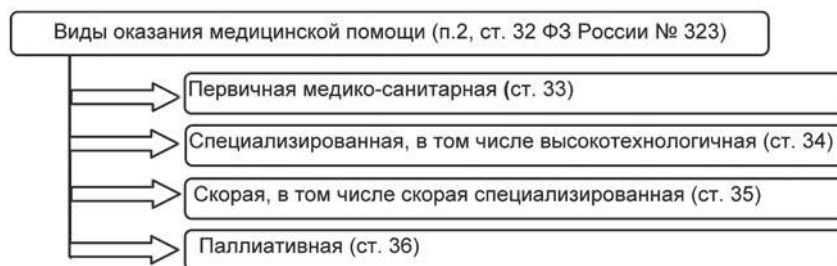 Виды оказания медицинской помощи (п.2, ст. 32 ФЗ России № 323)
Первичная медико-санитарная (ст. 33)
Специализированная, в том числе высокотехнологичная (ст. 34)
Скорая, в том числе скорая специализированная (ст. 35)
Паллиативная (ст. 36)